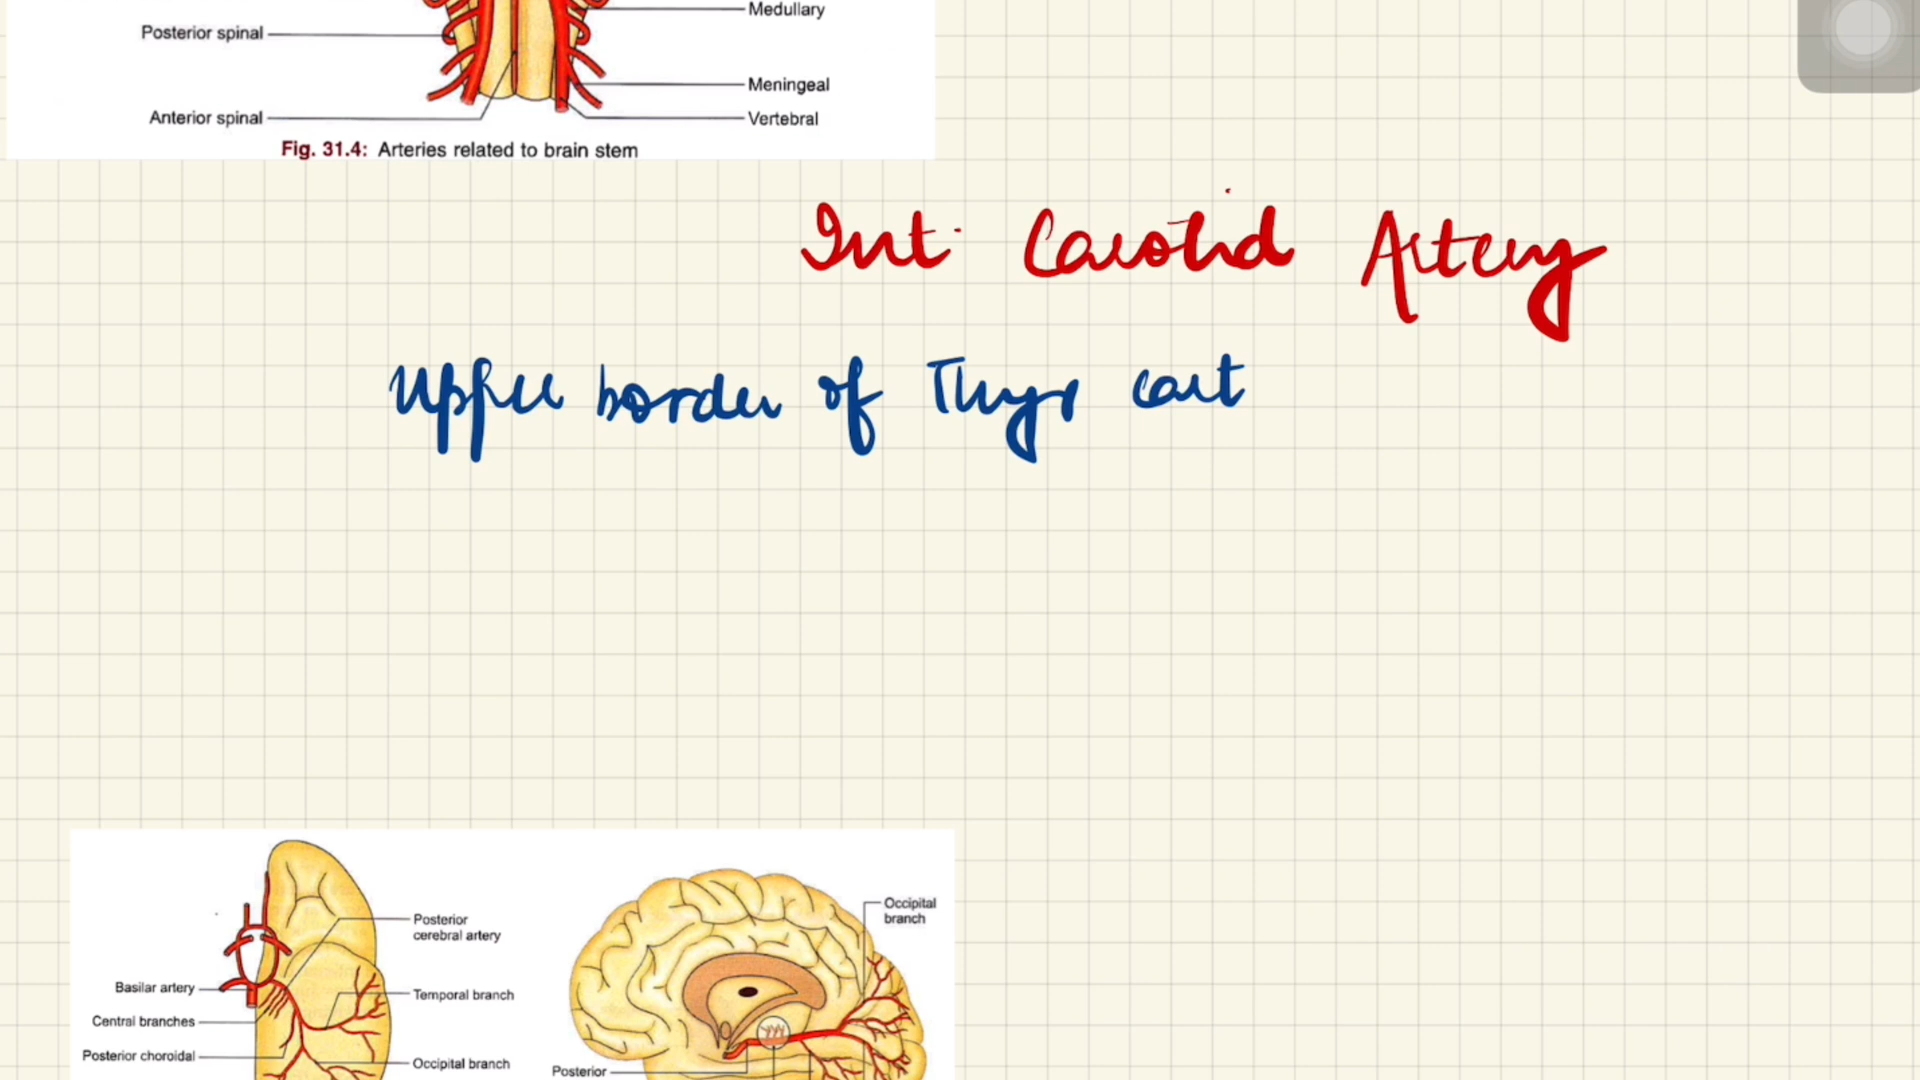 Medullary
Posterior spinal
Meningeal
Anterior spinal
Vertebral
Fig. 31.4: Arteries related to brain stem
Int. Carotid Artery
Upper border of Thyr cart
Occipital
branch
Posterior
cerebral artery
Basilar artery
Temporal branch
Central branches
Posterior choroidal
Occipital branch
Posterior